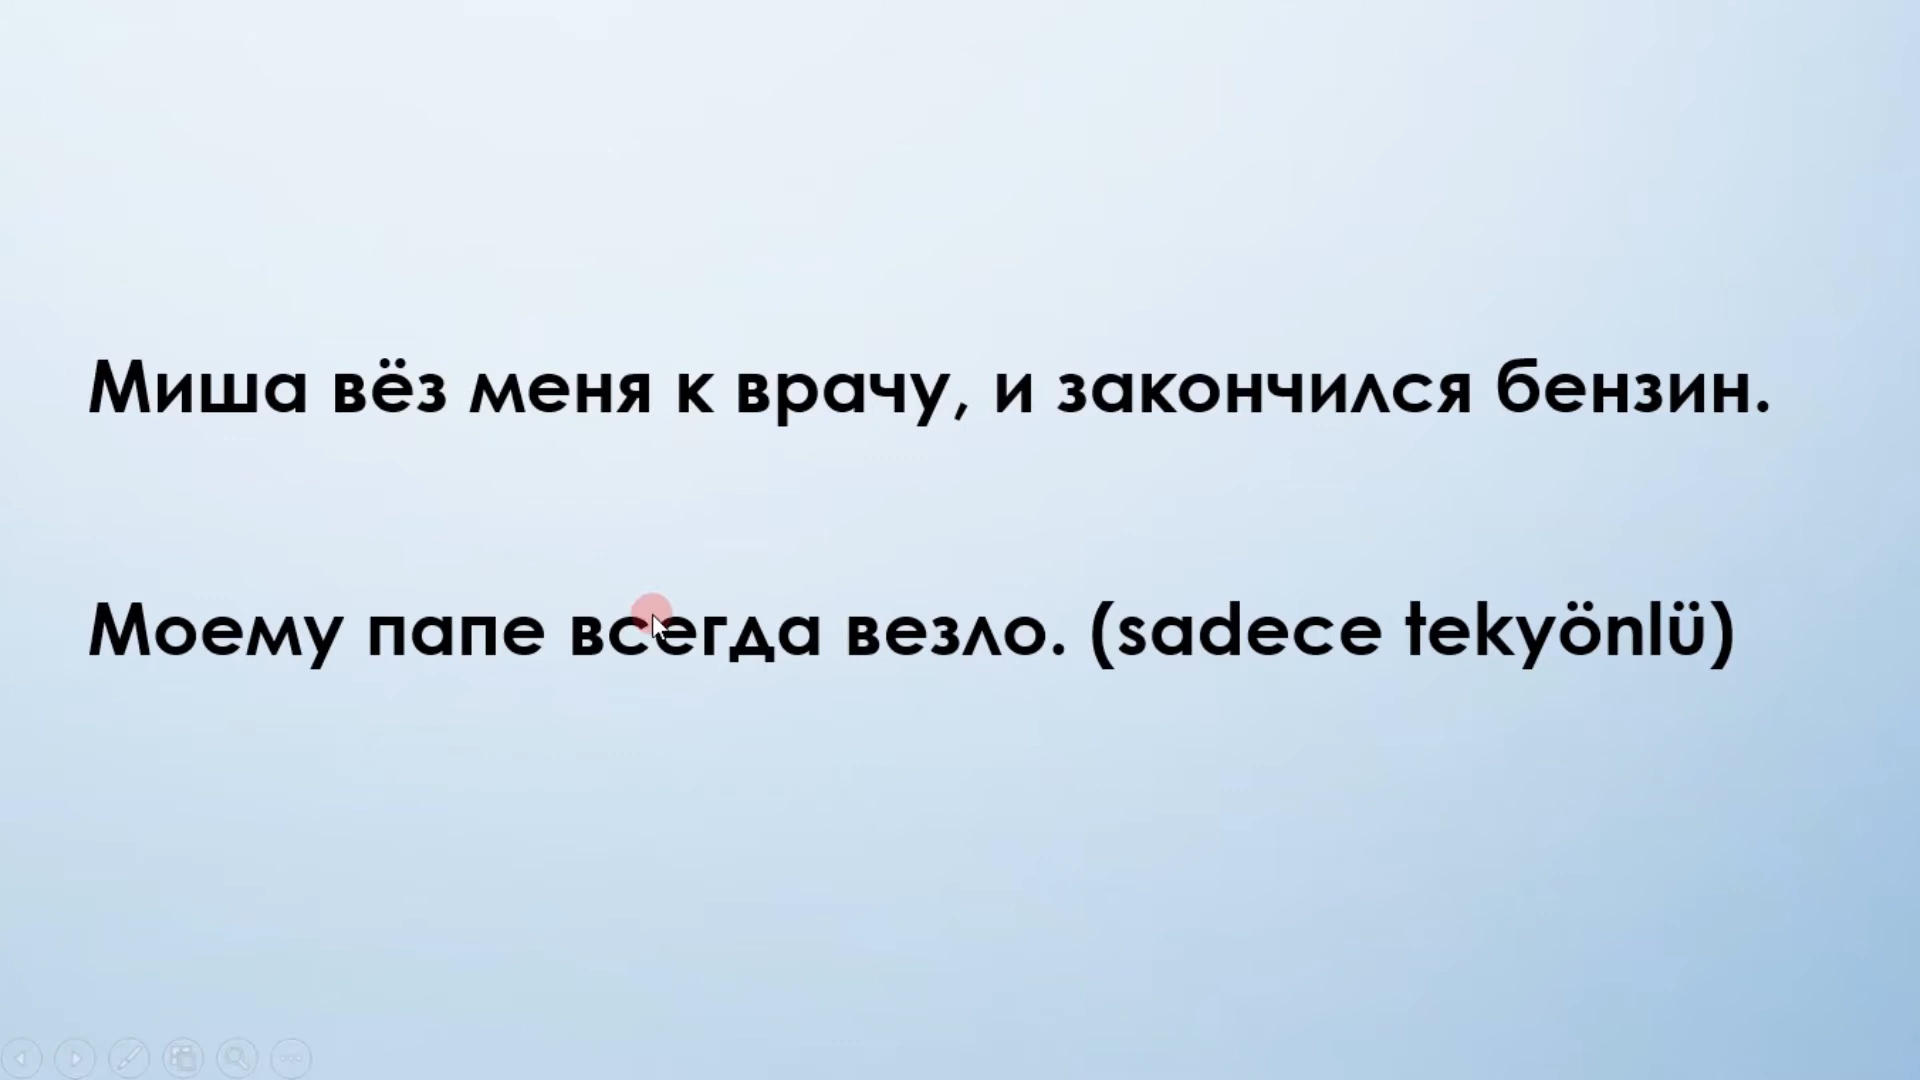 Миша вёз меня к врачу, и закончился бензин.
Моему папе всегда везло. (sadece tekyönlü)